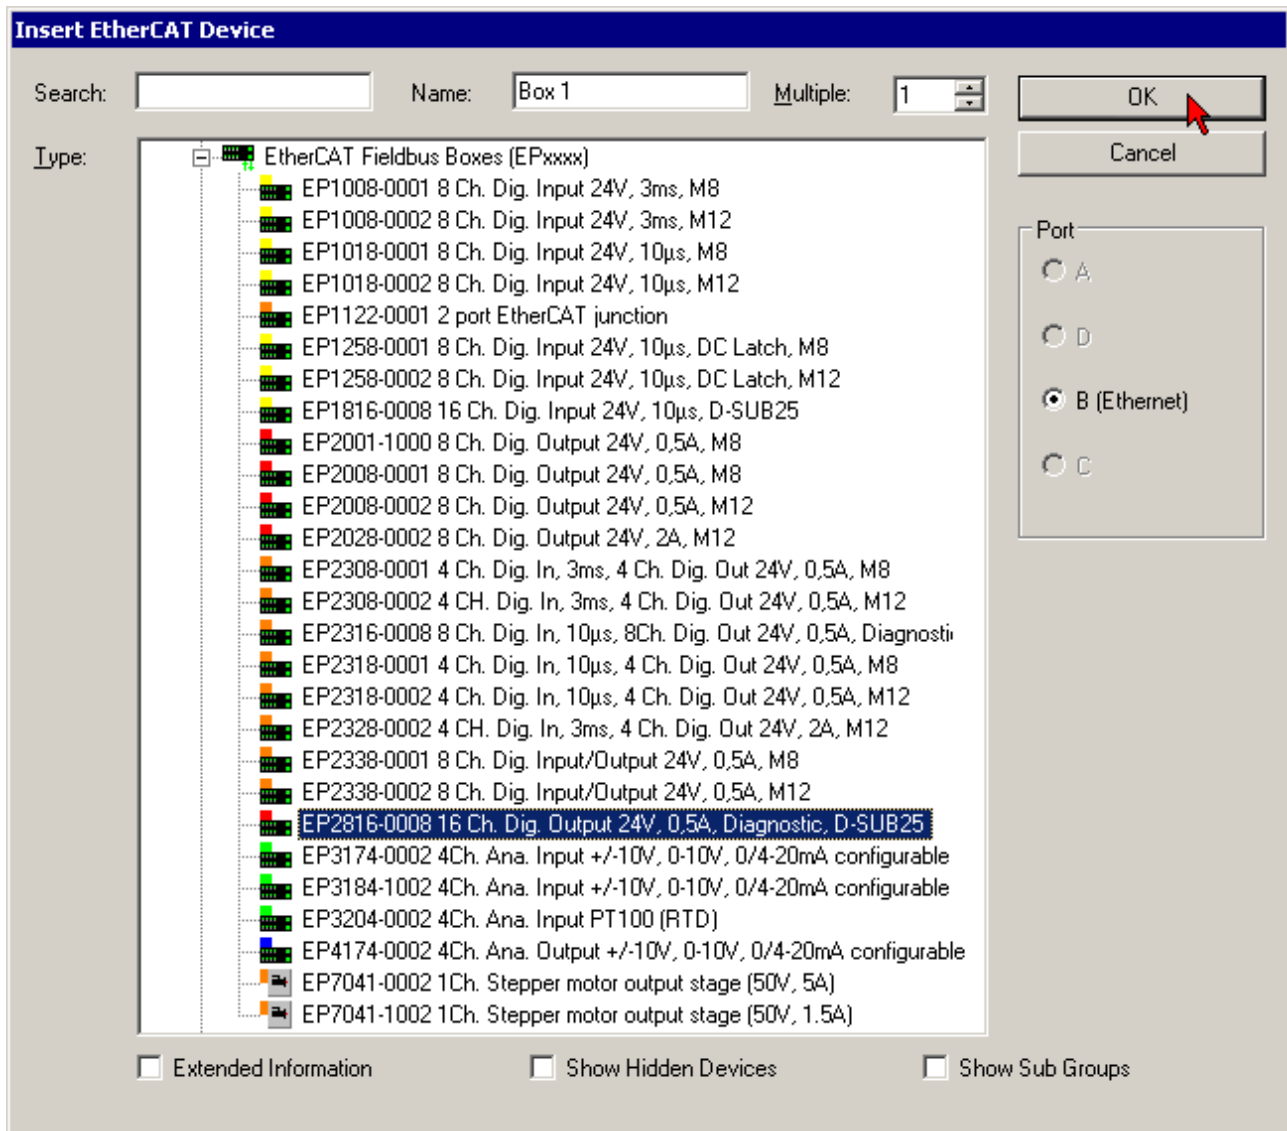 Insert EtherCAT Device
Search: Name: Box 1 Multiple: 1 OK
Cancel
Type:
EtherCAT Fieldbus Boxes (EPxxxx)
EP1008-0001 8 Ch. Dig. Input 24V, 3ms, M8
EP1008-0002 8 Ch. Dig. Input 24V, 3ms, M12
EP1018-0001 8 Ch. Dig. Input 24V, 10µs, M8
EP1018-0002 8 Ch. Dig. Input 24V, 10µs, M12
EP1122-0001 2 port EtherCAT junction
EP1258-0001 8 Ch. Dig. Input 24V, 10µs, DC Latch, M8
EP1258-0002 8 Ch. Dig. Input 24V, 10µs, DC Latch, M12
EP1816-0008 16 Ch. Dig. Input 24V, 10µs, D-SUB25
EP2001-1000 8 Ch. Dig. Output 24V, 0,5A, M8
EP2008-0001 8 Ch. Dig. Output 24V, 0,5A, M8
EP2008-0002 8 Ch. Dig. Output 24V, 0,5A, M12
EP2028-0002 8 Ch. Dig. Output 24V, 2A, M12
EP2308-0001 4 Ch. Dig. In, 3ms, 4 Ch. Dig. Out 24V, 0,5A, M8
EP2308-0002 4 CH. Dig. In, 3ms, 4 Ch. Dig. Out 24V, 0,5A, M12
EP2316-0008 8 Ch. Dig. In, 10µs, 8Ch. Dig. Out 24V, 0,5A, Diagnosti
EP2318-0001 4 Ch. Dig. In, 10µs, 4 Ch. Dig. Out 24V, 0,5A, M8
EP2318-0002 4 Ch. Dig. In, 10µs, 4 Ch. Dig. Out 24V, 0,5A, M12
EP2328-0002 4 CH. Dig. In, 3ms, 4 Ch. Dig. Out 24V, 2A, M12
EP2338-0001 8 Ch. Dig. Input/Output 24V, 0,5A, M8
EP2338-0002 8 Ch. Dig. Input/Output 24V, 0,5A, M12
EP2816-0008 16 Ch. Dig. Output 24V, 0,5A, Diagnostic, D-SUB25
EP3174-0002 4Ch. Ana. Input +/-10V, 0-10V, 0/4-20mA configurable
EP3184-1002 4Ch. Ana. Input +/-10V, 0-10V, 0/4-20mA configurable
EP3204-0002 4Ch. Ana. Input PT100 (RTD)
EP4174-0002 4Ch. Ana. Output +/-10V, 0-10V, 0/4-20mA configurable
EP7041-0002 1Ch. Stepper motor output stage (50V, 5A)
EP7041-1002 1Ch. Stepper motor output stage (50V, 1.5A)
Port
A
D
B (Ethernet)
C
Extended Information Show Hidden Devices Show Sub Groups